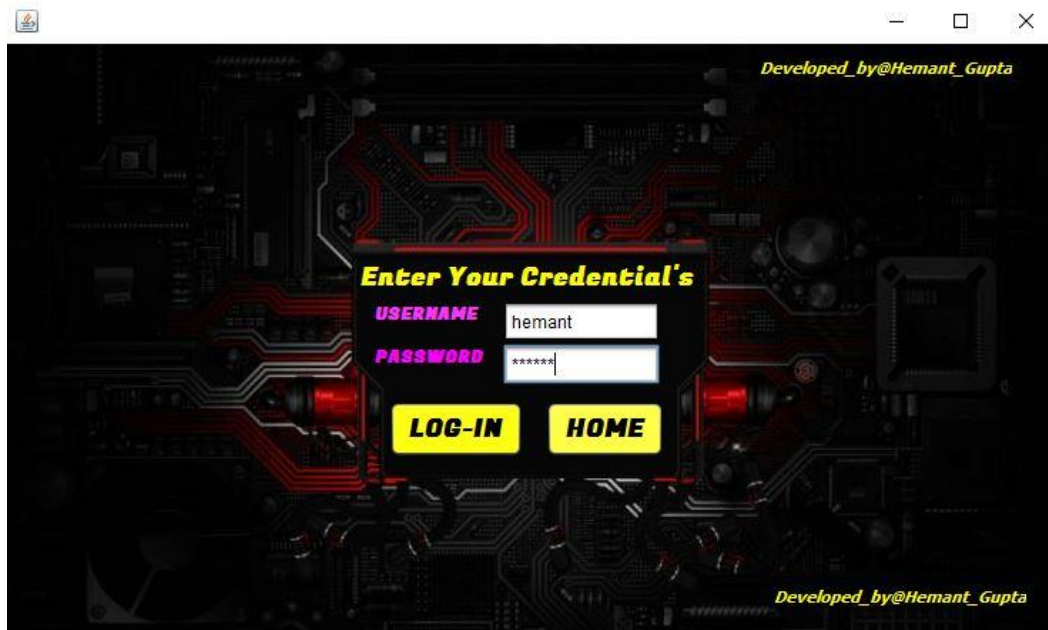 Developed_by@Hemant_Gupta
Enter Your Credential's
USERNAME hemant
PASSWORD ******
LOG-IN HOME
Developed_by@Hemant_Gupta